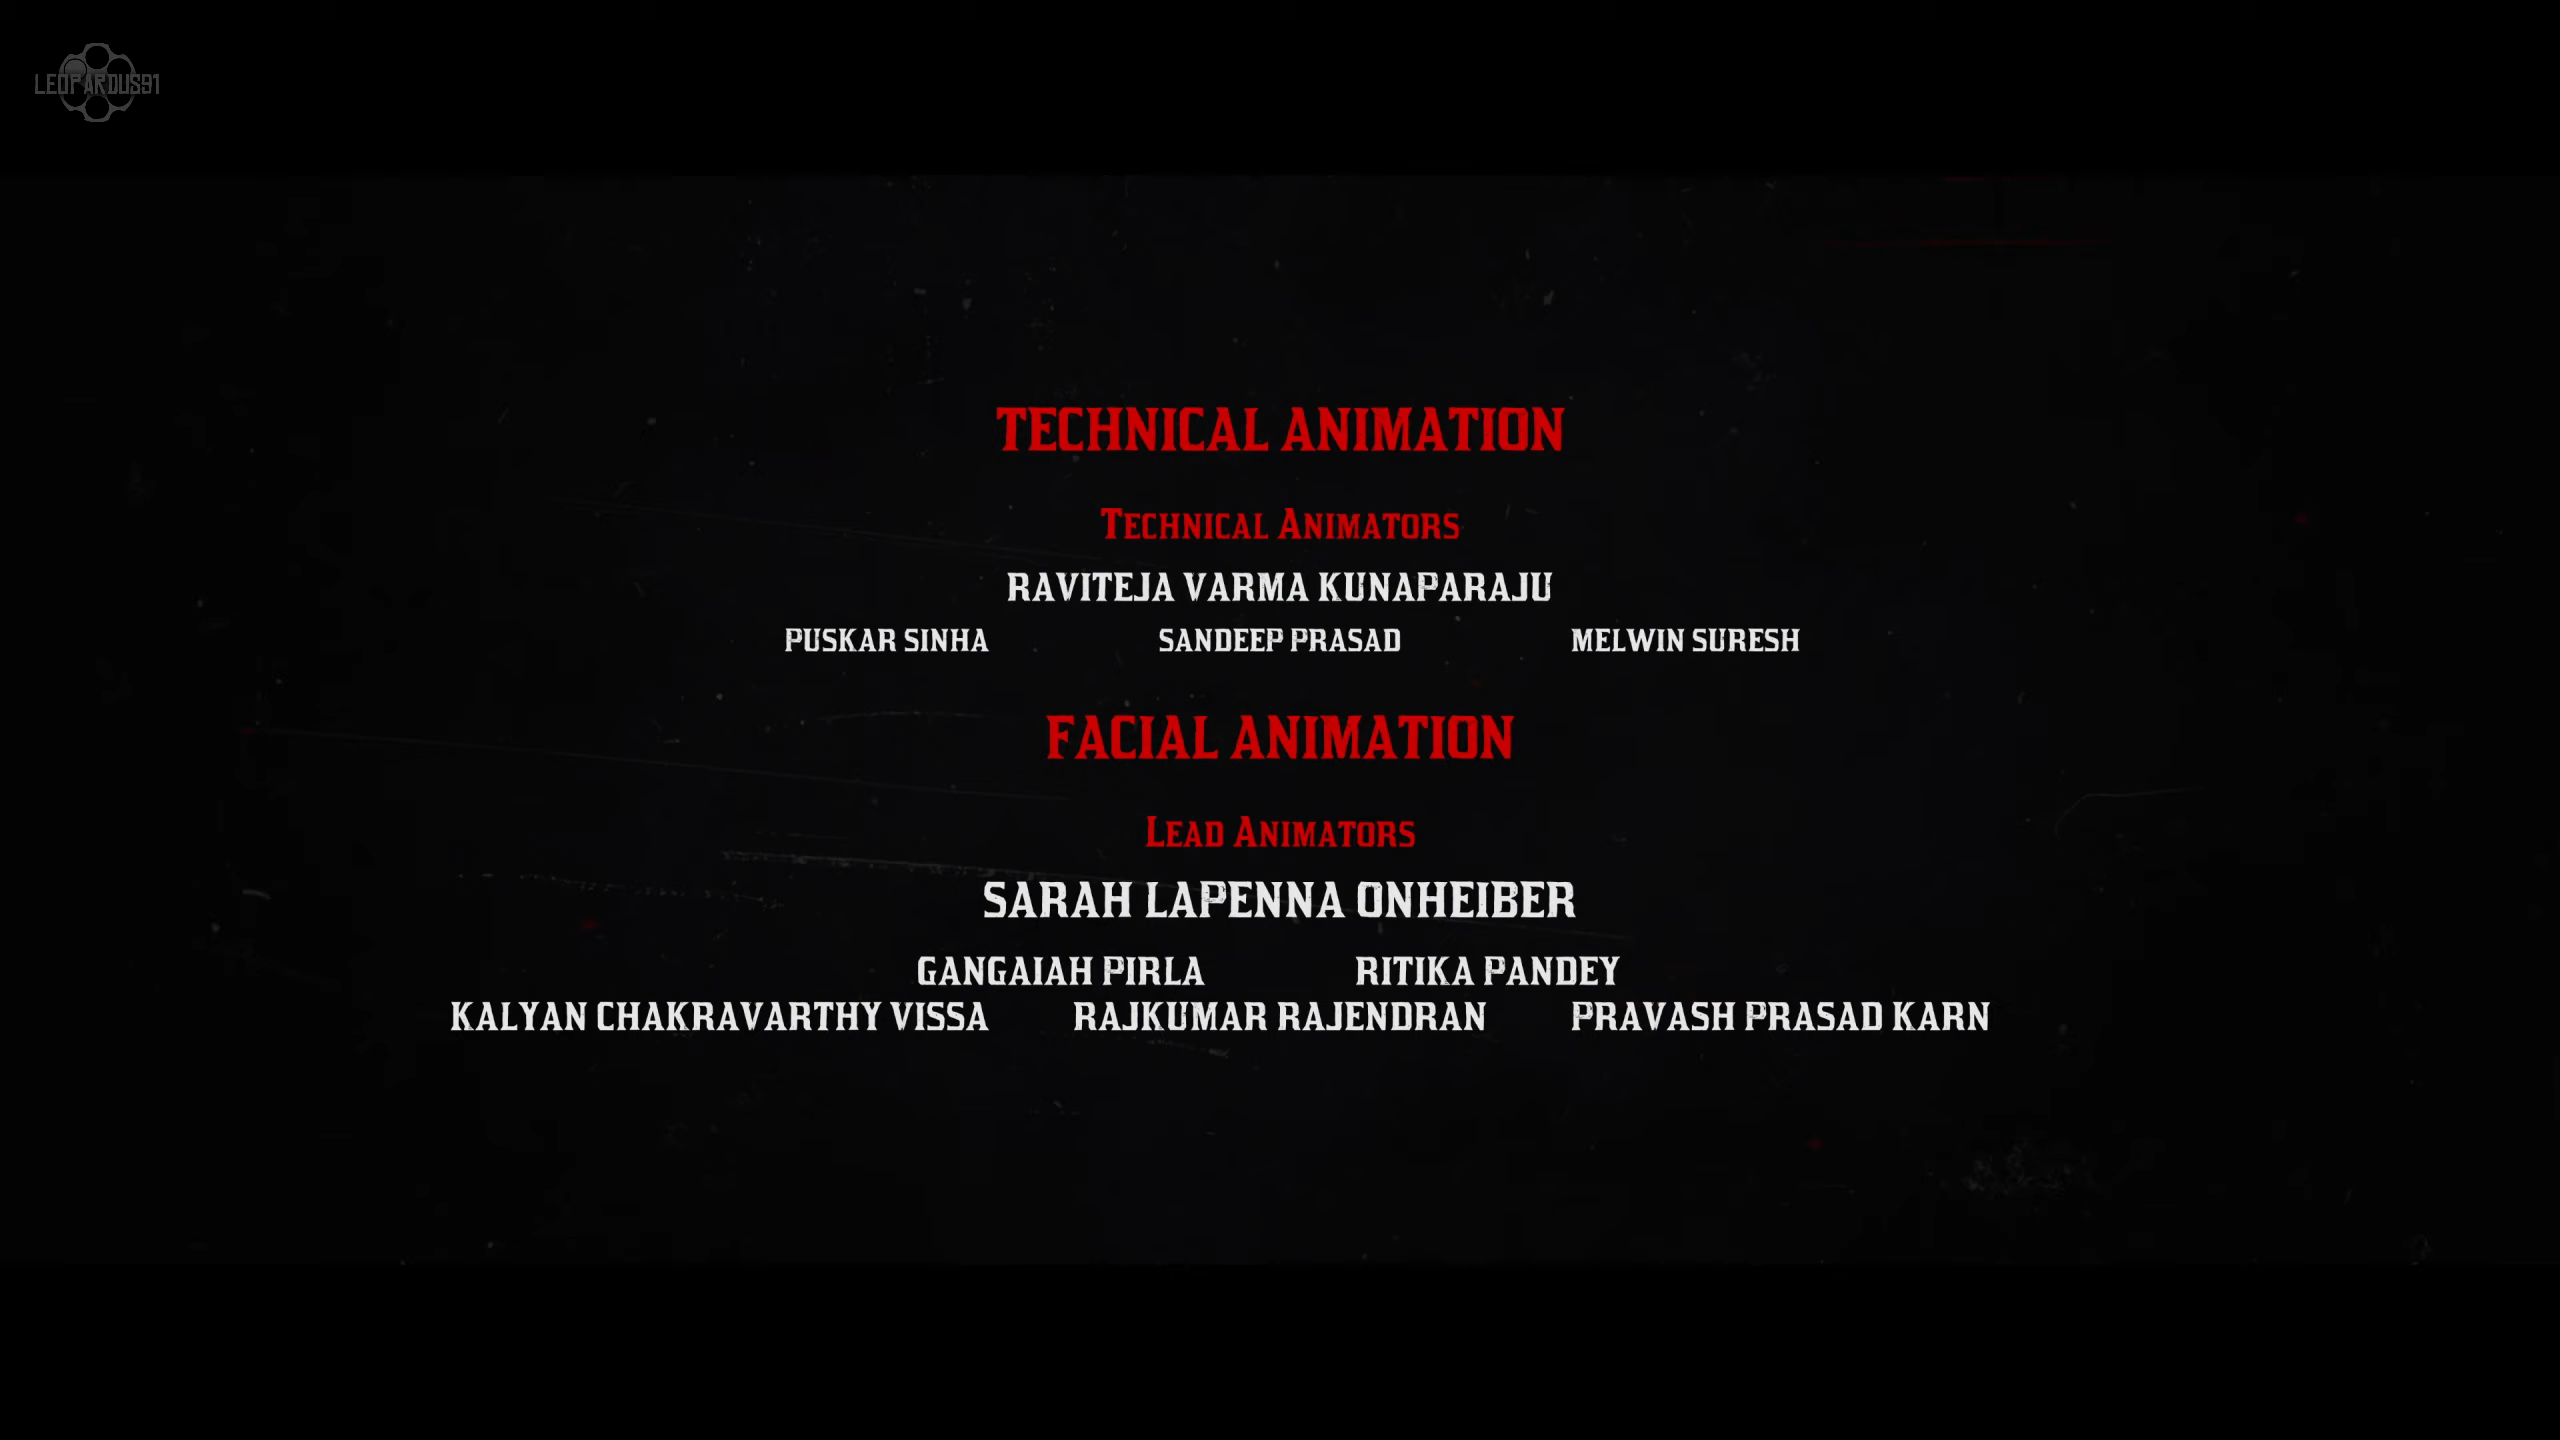 LEOPARDUS91
TECHNICAL ANIMATION
Technical Animators
RAVITEJA VARMA KUNAPARAJU
PUSKAR SINHA SANDEEP PRASAD MELWIN SURESH
FACIAL ANIMATION
Lead Animators
SARAH LAPENNA ONHEIBER
GANGAIAH PIRLA RITIKA PANDEY
KALYAN CHAKRAVARTHY VISSA RAJKUMAR RAJENDRAN PRAVASH PRASAD KARN